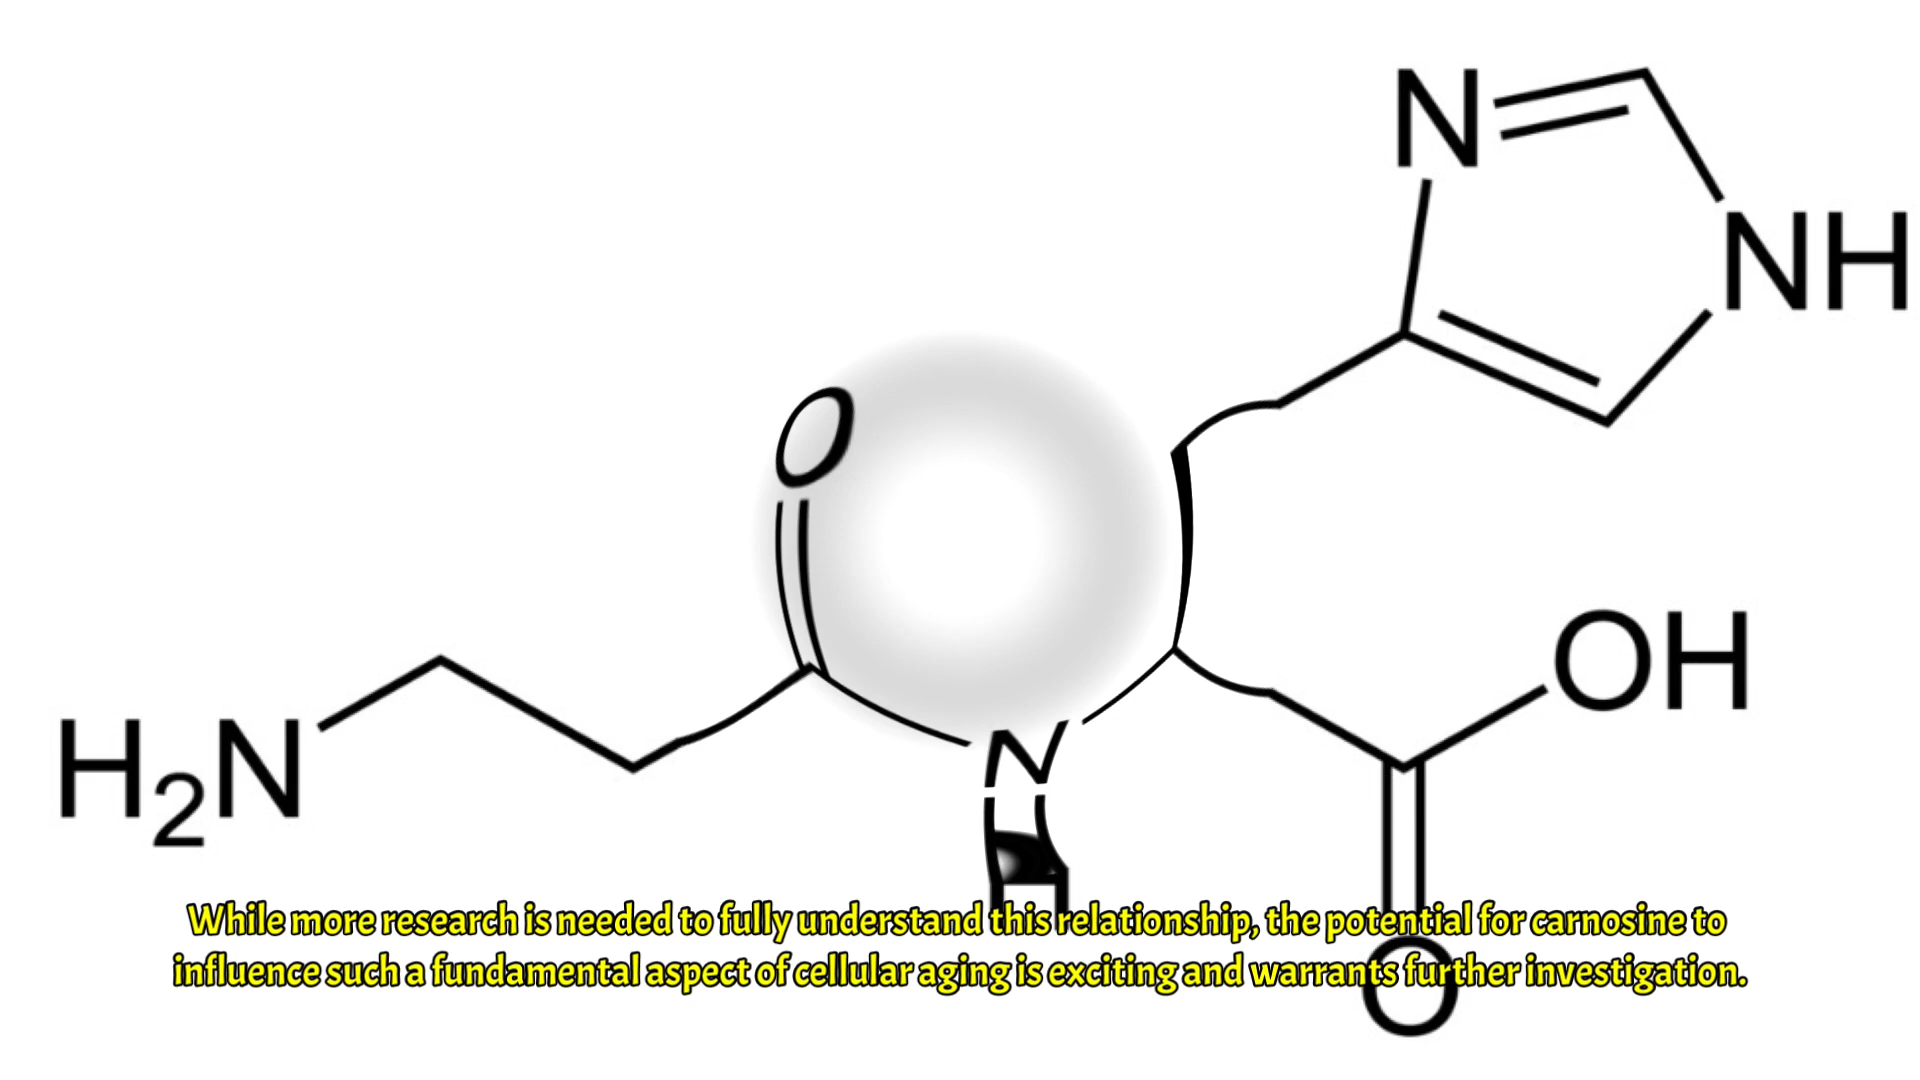 N
NH
O
OH
H2N
N
H
While more research is needed to fully understand this relationship, the potential for carnosine to
influence such a fundamental aspect of cellular aging is exciting and warrants further investigation.
O